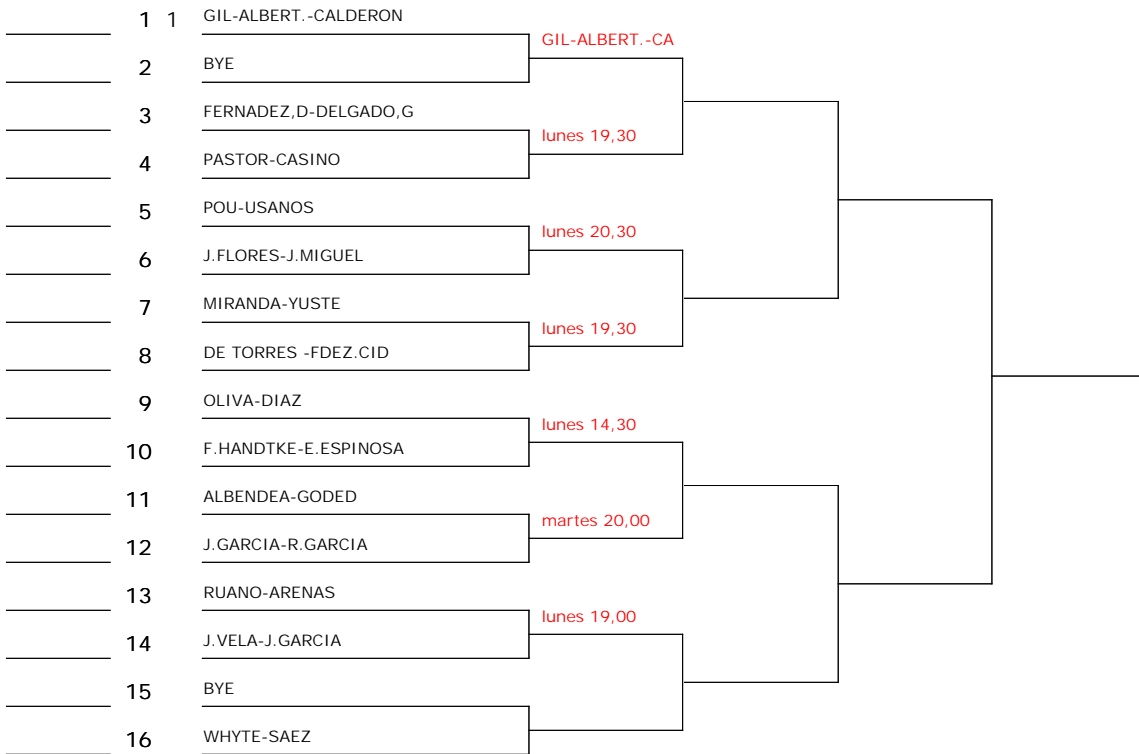 1 1 GIL-ALBERT.-CALDERON
GIL-ALBERT.-CA
2 BYE
3 FERNADEZ,D-DELGADO,G
lunes 19,30
4 PASTOR-CASINO
5 POU-USANOS
lunes 20,30
6 J.FLORES-J.MIGUEL
7 MIRANDA-YUSTE
lunes 19,30
8 DE TORRES -FDEZ.CID
9 OLIVA-DIAZ
lunes 14,30
10 F.HANDTKE-E.ESPINOSA
11 ALBENDEA-GODED
martes 20,00
12 J.GARCIA-R.GARCIA
13 RUANO-ARENAS
lunes 19,00
14 J.VELA-J.GARCIA
15 BYE
16 WHYTE-SAEZ